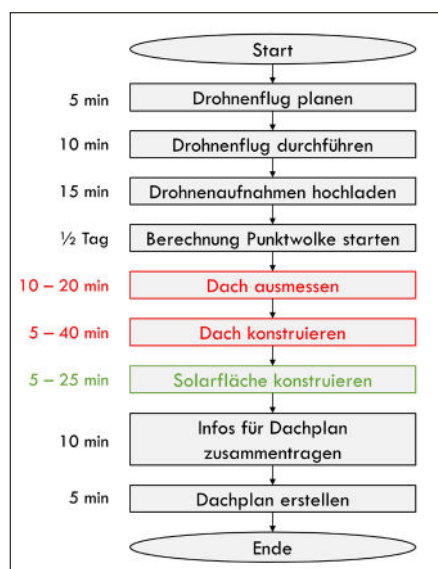 Start
5 min Drohnenflug planen
10 min Drohnenflug durchführen
15 min Drohnenaufnahmen hochladen
½ Tag Berechnung Punktwolke starten
10 – 20 min Dach ausmessen
5 – 40 min Dach konstruieren
5 – 25 min Solarfläche konstruieren
10 min Infos für Dachplan
zusammentragen
5 min Dachplan erstellen
Ende